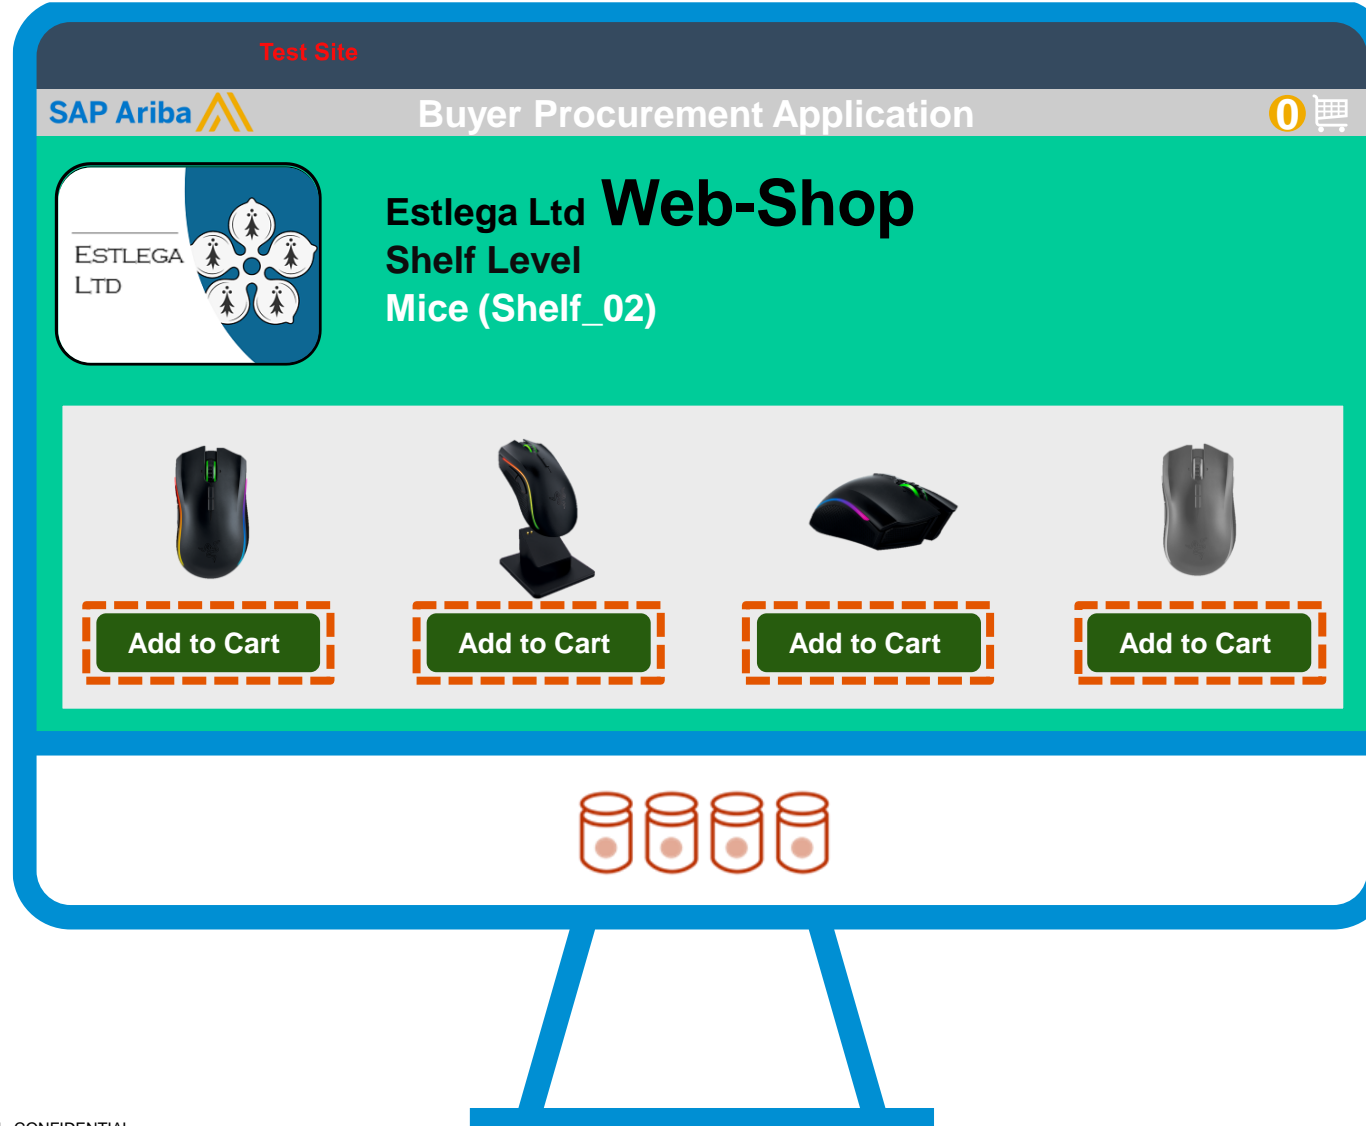 Test Site
SAP Ariba
Buyer Procurement Application
0
Estlega Ltd Web-Shop
ESTLEGA
LTD
Shelf Level
Mice (Shelf_02)
Add to Cart
Add to Cart
Add to Cart
Add to Cart